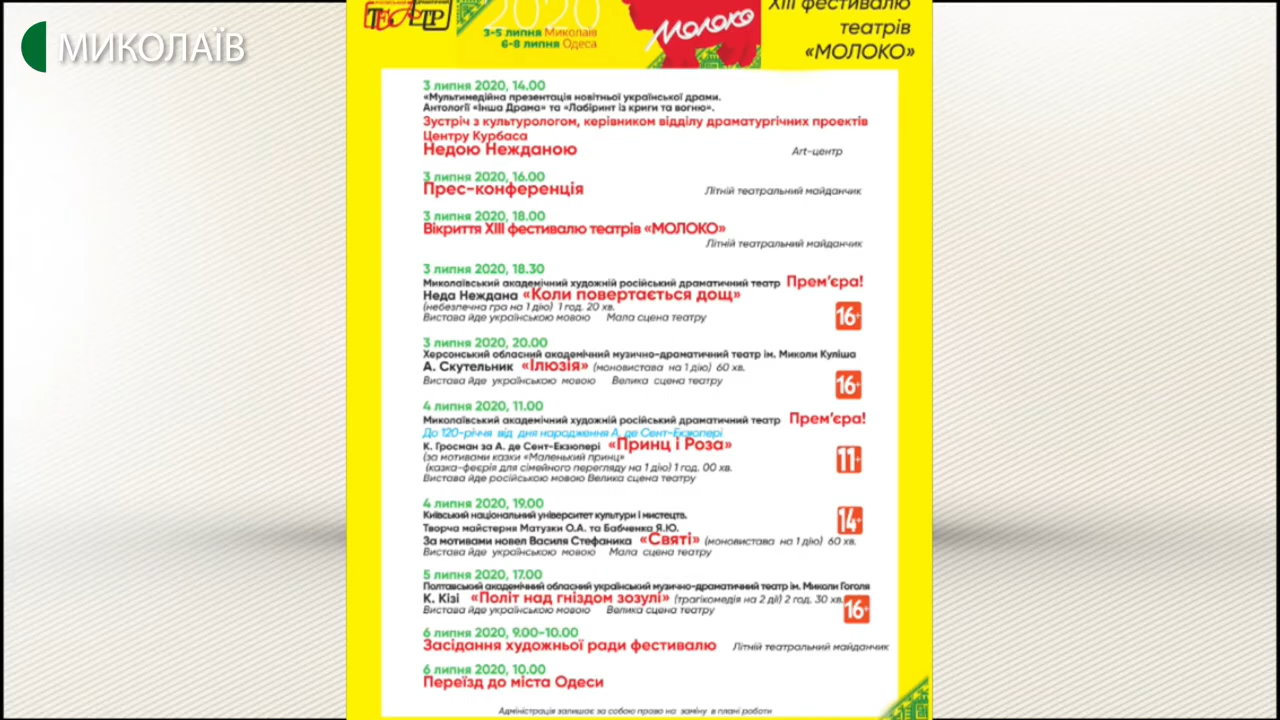 МИКОЛАЇВ
ТЕАТР
2020
3-5 липня Миколаїв
6-8 липня Одеса
МОЛОКО
XIII фестивалю
театрів
«МОЛОКО»
3 липня 2020, 14.00
«Мультимедійна презентація новітньої української драми.
Антології «Інша Драма» та «Лабіринт із криги та вогню».
Зустріч з культурологом, керівником відділу драматургічних проектів
Центру Курбаса
Недою Нежданою Art-центр
3 липня 2020, 16.00
Прес-конференція Літній театральний майданчик
3 липня 2020, 18.00
Вікриття XIII фестивалю театрів «МОЛОКО»
Літній театральний майданчик
3 липня 2020, 18.30
Миколаївський академічний художній російський драматичний театр Прем’єра!
Неда Неждана «Коли повертається дощ»
(небезпечна гра на 1 дію) 1 год. 20 хв.
Вистава йде українською мовою Мала сцена театру 16+
3 липня 2020, 20.00
Херсонський обласний академічний музично-драматичний театр ім. Миколи Куліша
А. Скутельник «Ілюзія» (моновистава на 1 дію) 60 хв.
Вистава йде українською мовою Велика сцена театру 16+
4 липня 2020, 11.00
Миколаївський академічний художній російський драматичний театр Прем’єра!
До 120-річчя від дня народження А. де Сент-Екзюпері
К. Гросман за А. де Сент-Екзюпері «Принц і Роза»
(за мотивами казки «Маленький принц» 11+
(казка-феєрія для сімейного перегляду на 1 дію) 1 год. 00 хв.
Вистава йде російською мовою Велика сцена театру
4 липня 2020, 19.00
Київський національний університет культури і мистецтв. 14+
Творча майстерня Матузки О.А. та Бабченка Я.Ю.
За мотивами новел Василя Стефаника «Святі» (моновистава на 1 дію) 60 хв.
Вистава йде українською мовою Мала сцена театру
5 липня 2020, 17.00
Полтавський академічний обласний український музично-драматичний театр ім. Миколи Гоголя
К. Кізі «Політ над гніздом зозулі» (трагікомедія на 2 дії) 2 год. 30 хв.
Вистава йде українською мовою Велика сцена театру 16+
6 липня 2020, 9.00-10.00
Засідання художньої ради фестивалю Літній театральний майданчик
6 липня 2020, 10.00
Переїзд до міста Одеси
Адміністрація залишає за собою право на заміну в плані роботи